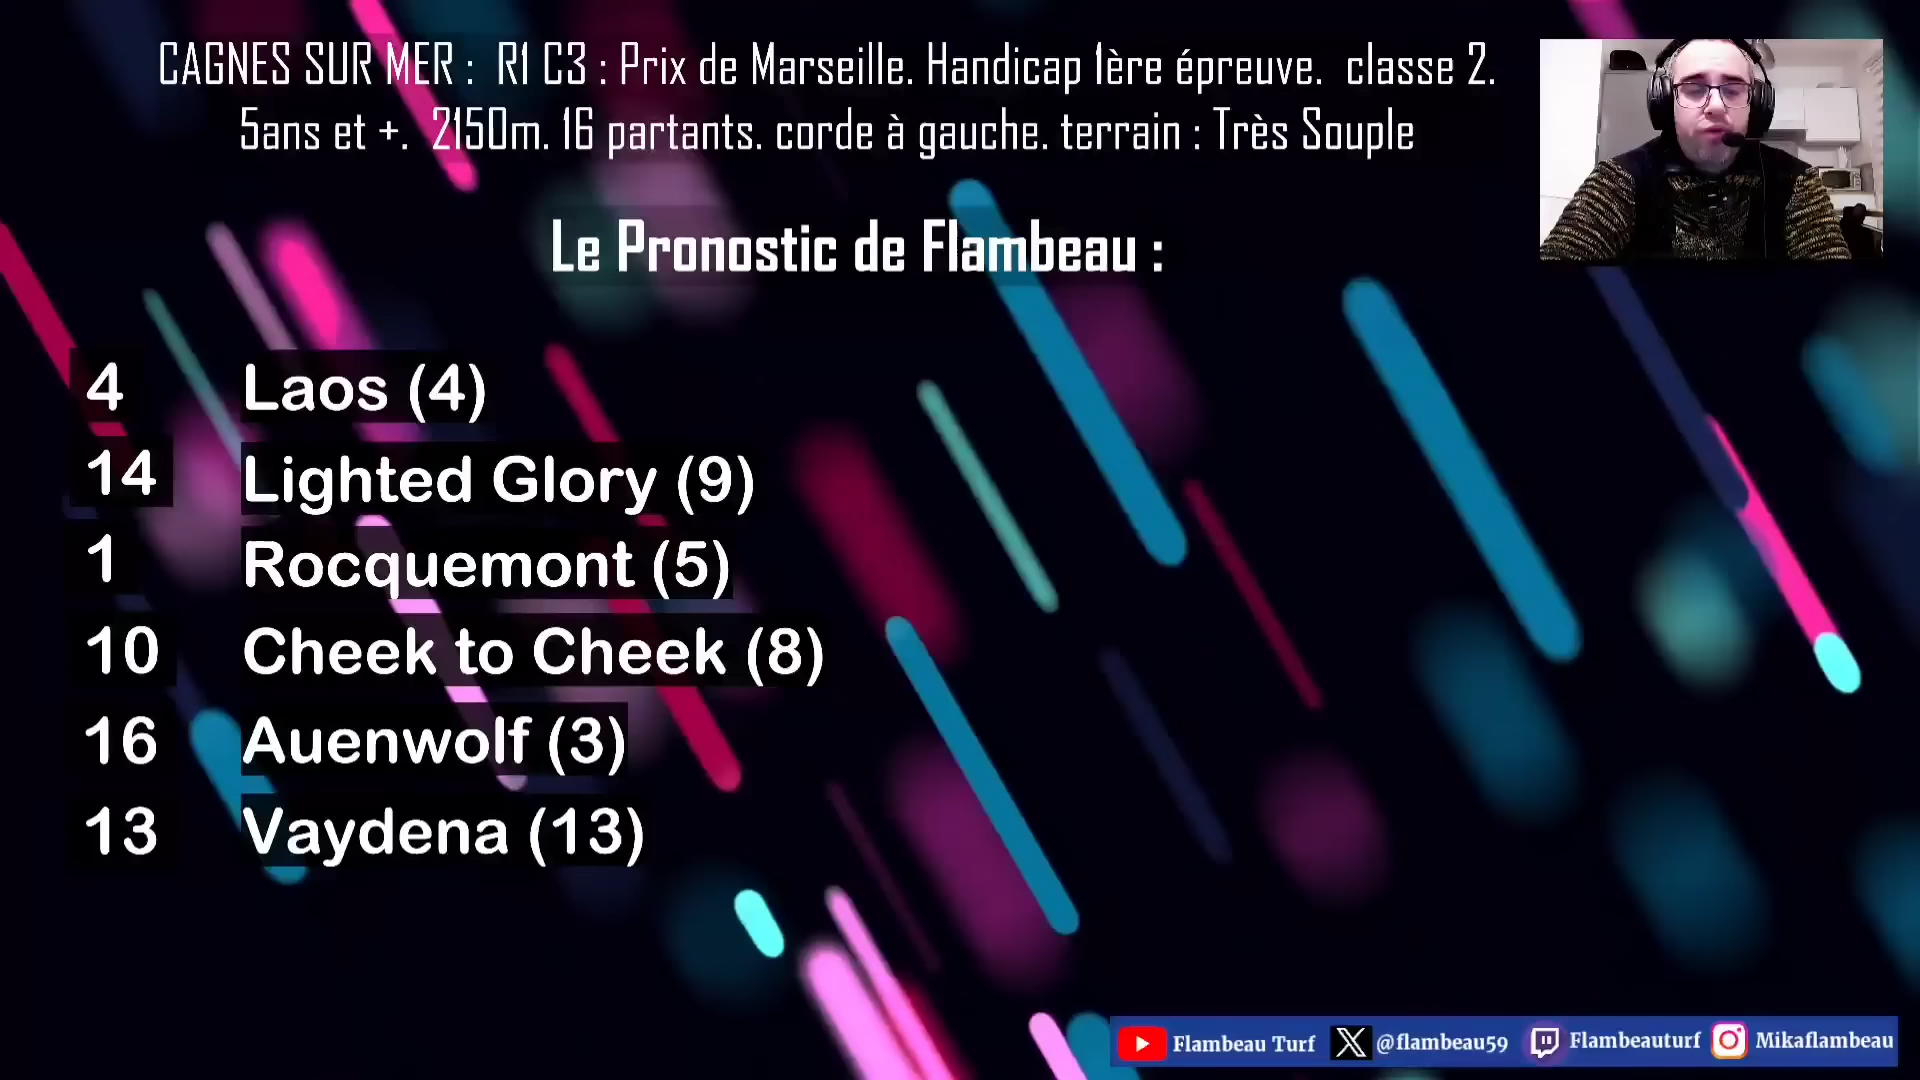 CAGNES SUR MER : R1 C3 : Prix de Marseille. Handicap 1ère épreuve. classe 2.
5ans et +. 2150m. 16 partants. corde à gauche. terrain : Très Souple
Le Pronostic de Flambeau :
4 Laos (4)
14 Lighted Glory (9)
1 Rocquemont (5)
10 Cheek to Cheek (8)
16 Auenwolf (3)
13 Vaydena (13)
Flambeau Turf @flambeau59 Flambeauturf Mikaflambeau